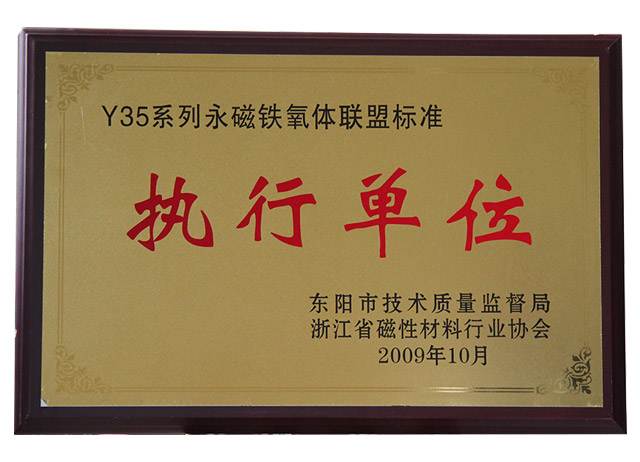 Y35系列永磁铁氧体联盟标准
执行单位
东阳市技术质量监督局
浙江省磁性材料行业协会
2009年10月